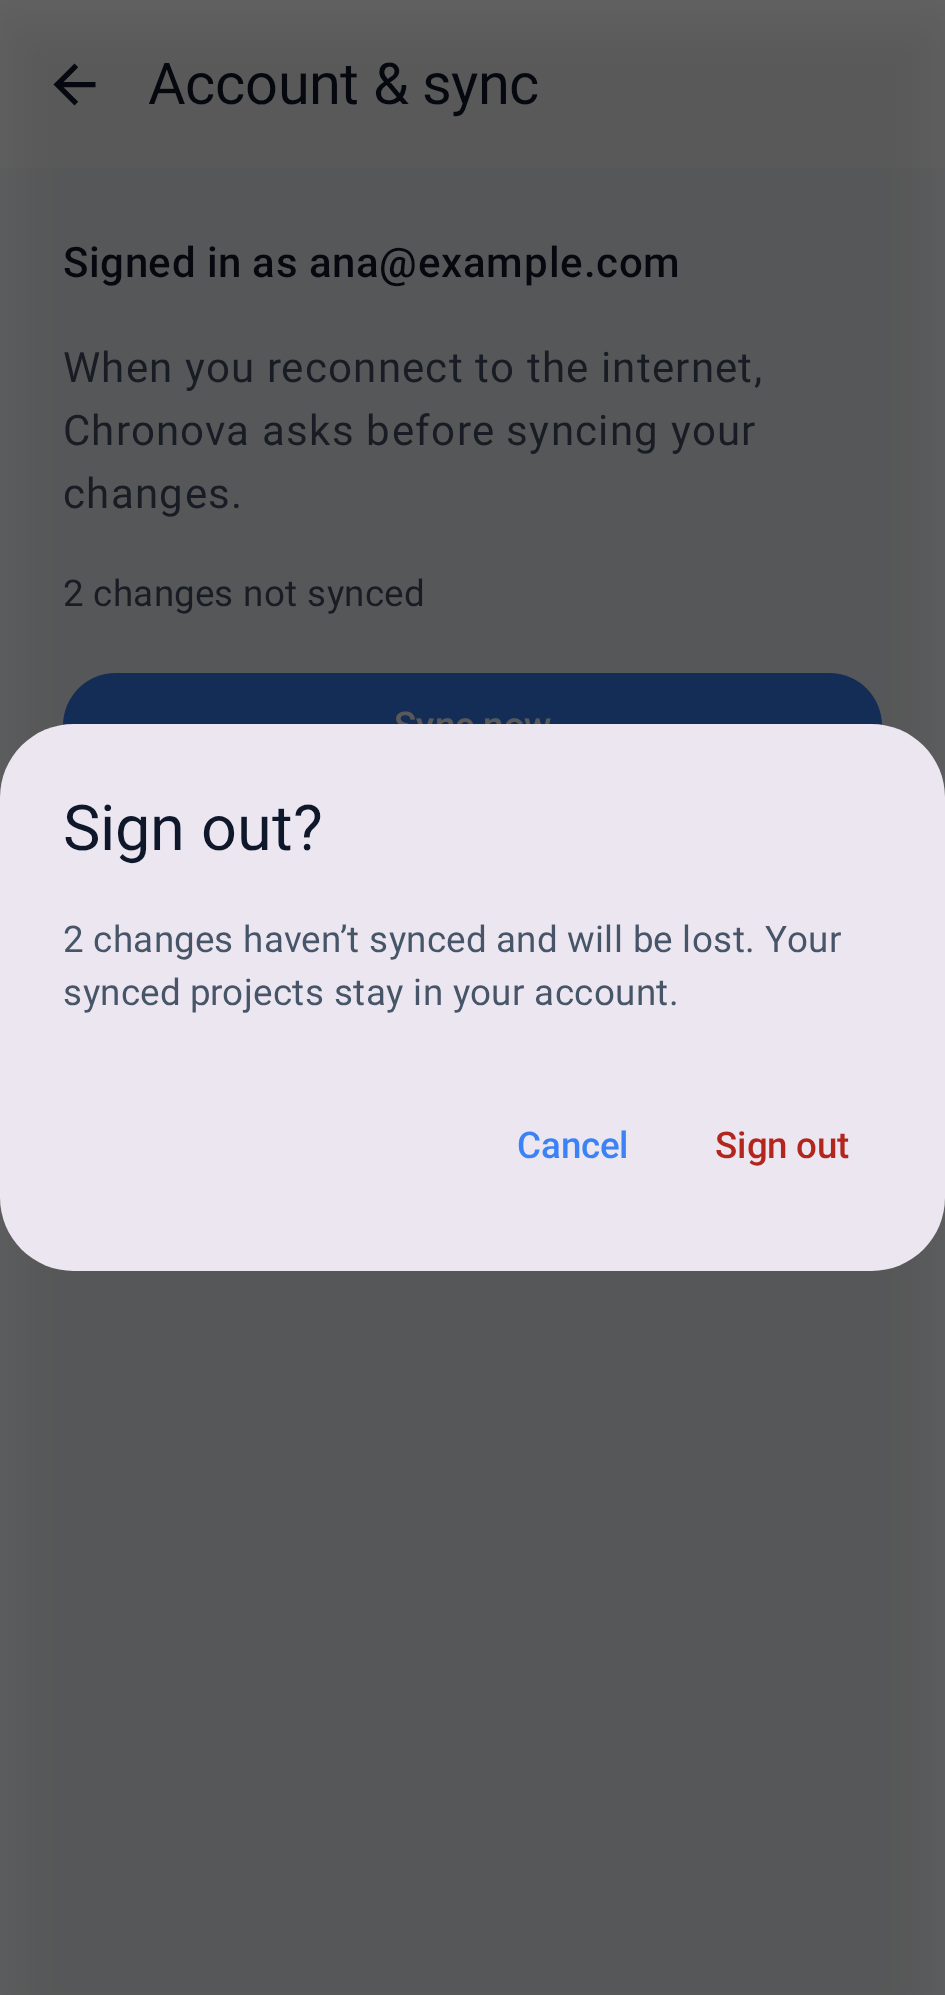 Account & sync
Signed in as ana@example.com
When you reconnect to the internet,
Chronova asks before syncing your
changes.
2 changes not synced
Sync now
Sign out?
2 changes haven’t synced and will be lost. Your
synced projects stay in your account.
Cancel
Sign out